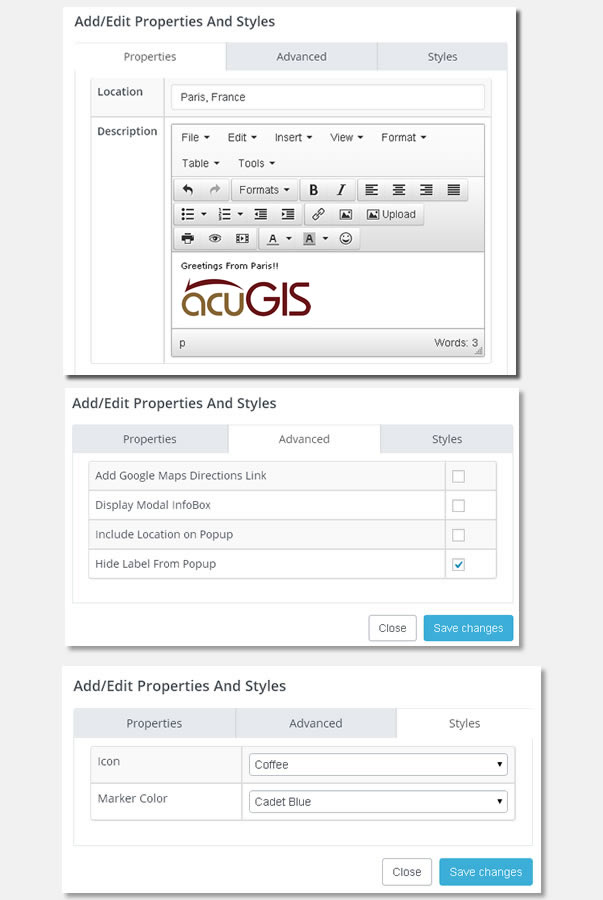 Add/Edit Properties And Styles
Properties Advanced Styles
Location Paris, France
Description
File Edit Insert View Format
Table Tools
Formats B I
Upload
A A
Greetings From Paris!!
acuGIS
p Words: 3
Add/Edit Properties And Styles
Properties Advanced Styles
Add Google Maps Directions Link
Display Modal InfoBox
Include Location on Popup
Hide Label From Popup
Close Save changes
Add/Edit Properties And Styles
Properties Advanced Styles
Icon Coffee
Marker Color Cadet Blue
Close Save changes